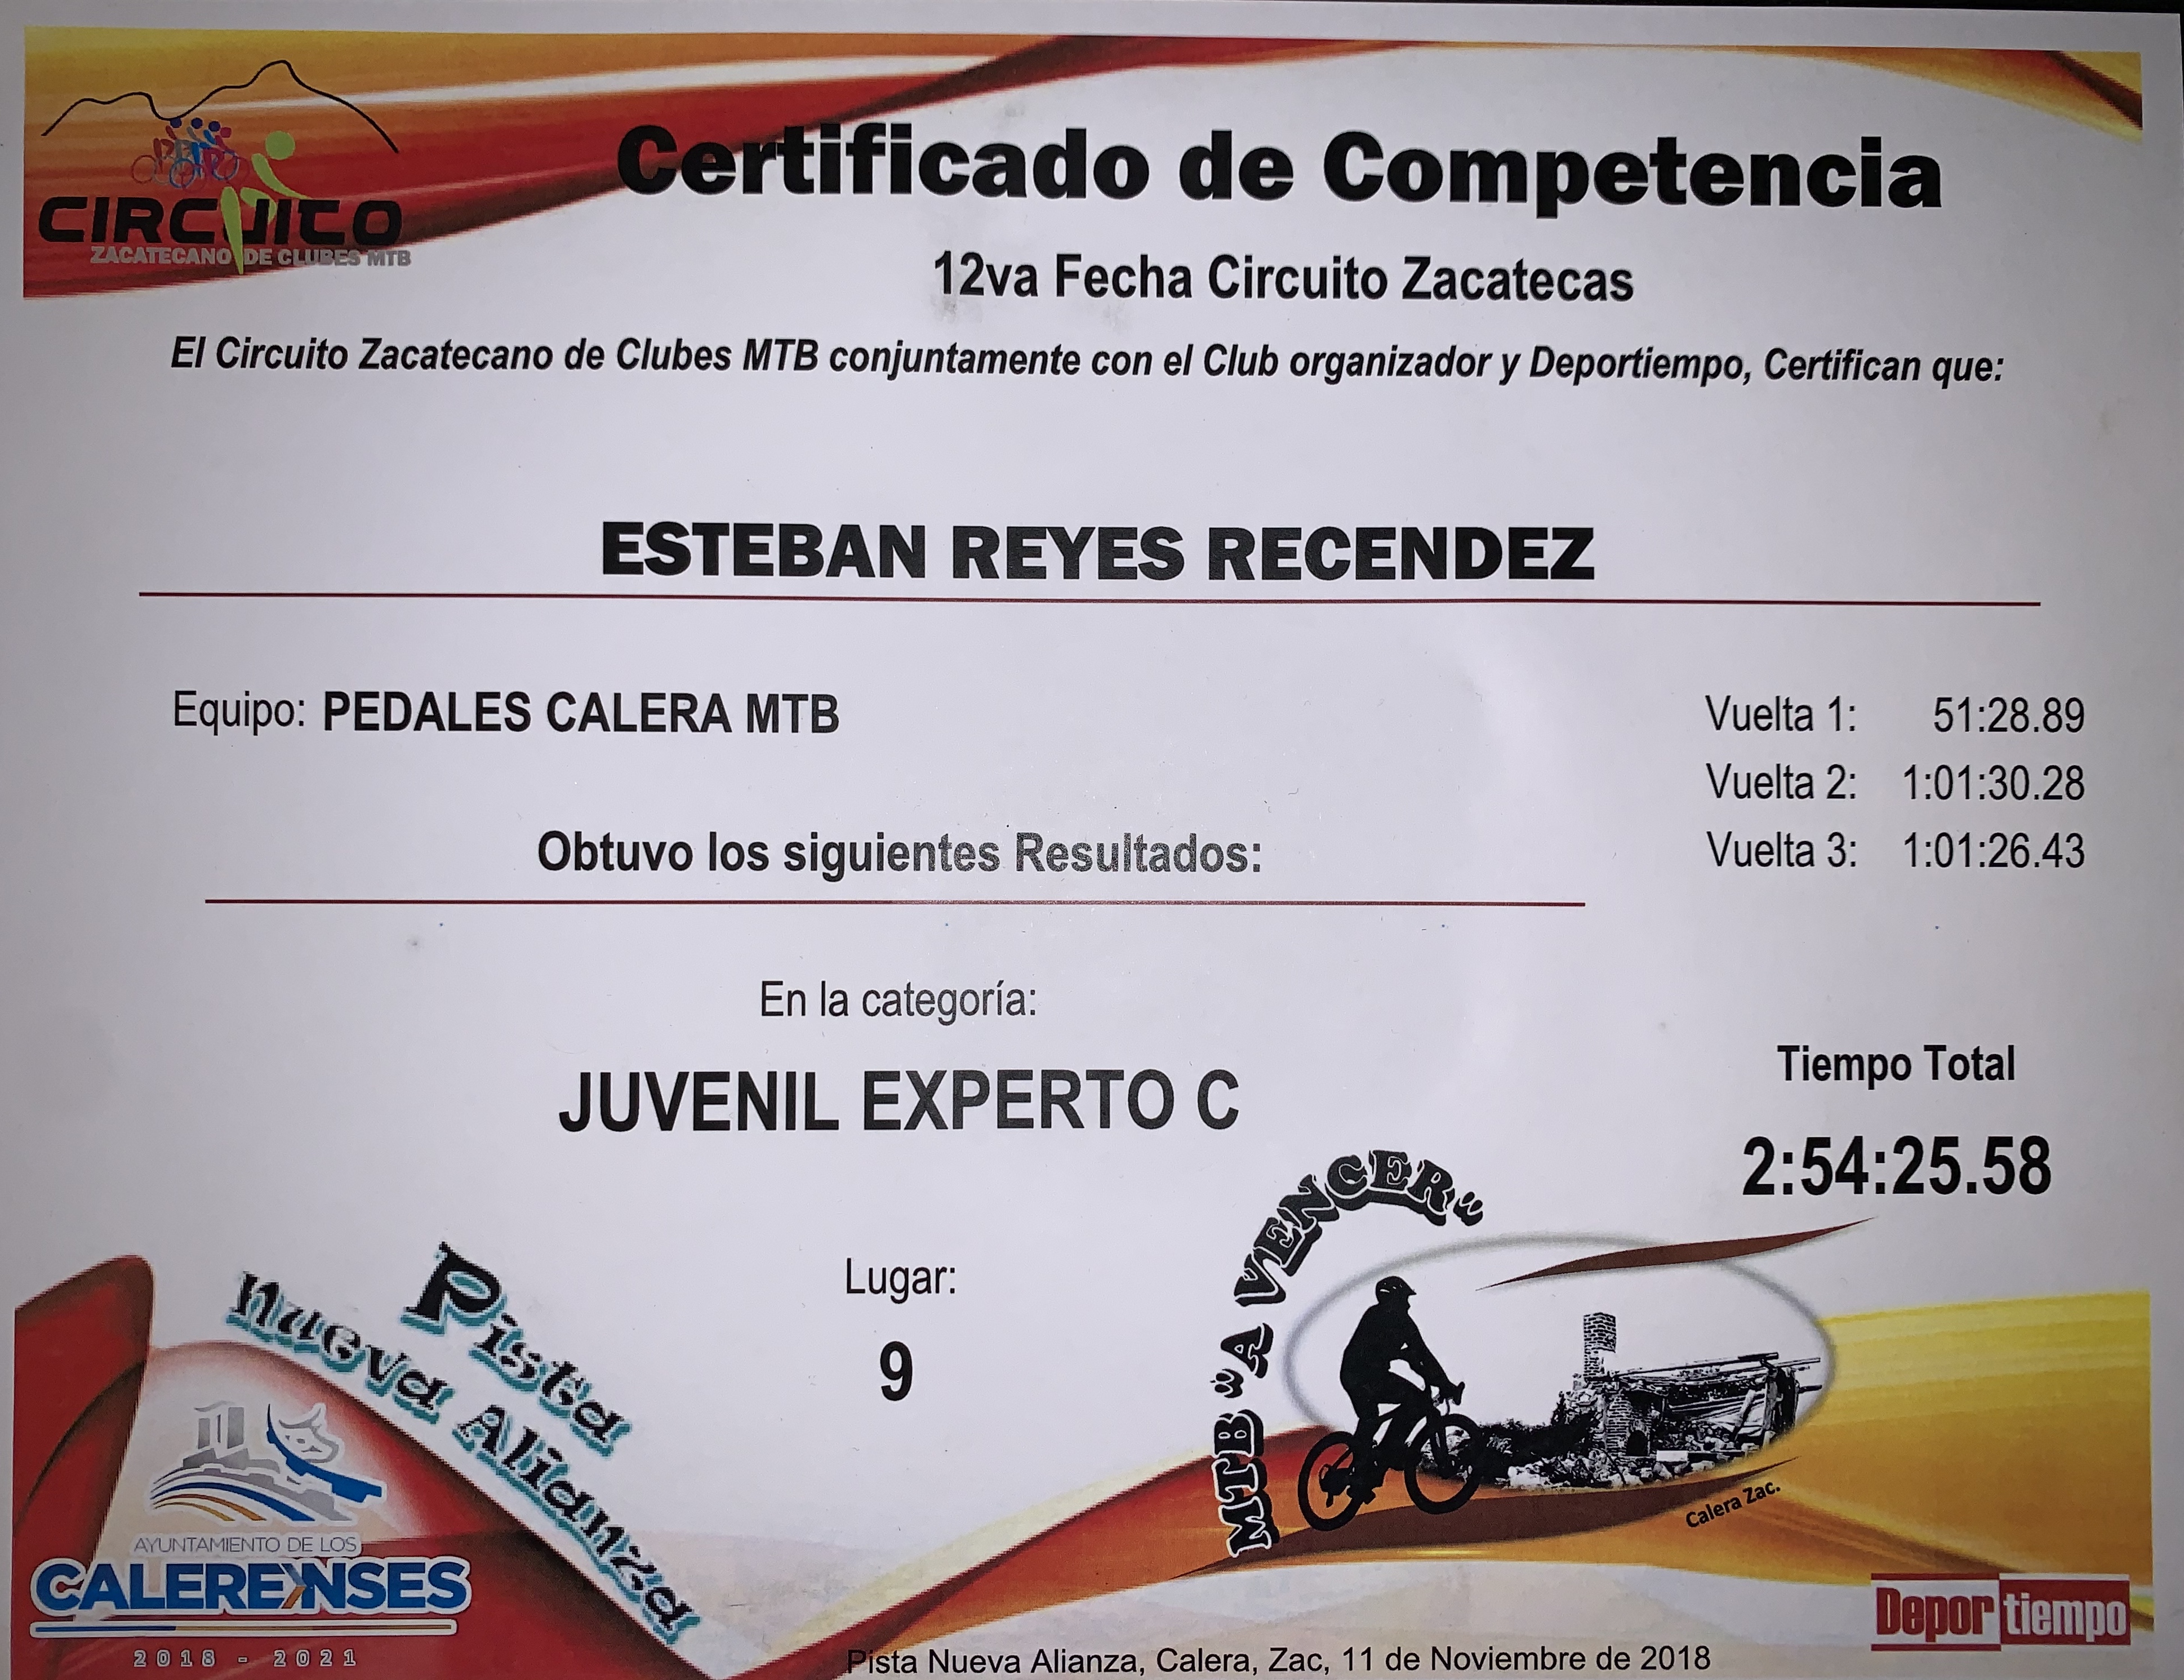 CIRCUITO
ZACATECANO DE CLUBES MTB
Certificado de Competencia
12va Fecha Circuito Zacatecas
El Circuito Zacatecano de Clubes MTB conjuntamente con el Club organizador y Deportiempo, Certifican que:
ESTEBAN REYES RECENDEZ
Equipo: PEDALES CALERA MTB
Vuelta 1: 51:28.89
Vuelta 2: 1:01:30.28
Vuelta 3: 1:01:26.43
Obtuvo los siguientes Resultados:
En la categoría:
JUVENIL EXPERTO C
Tiempo Total
2:54:25.58
Lugar:
9
Pista
Nueva Alianza
MTB "A VENCER"
Calera Zac.
AYUNTAMIENTO DE LOS
CALERENSES
2018 - 2021
Deportiempo
Pista Nueva Alianza, Calera, Zac, 11 de Noviembre de 2018